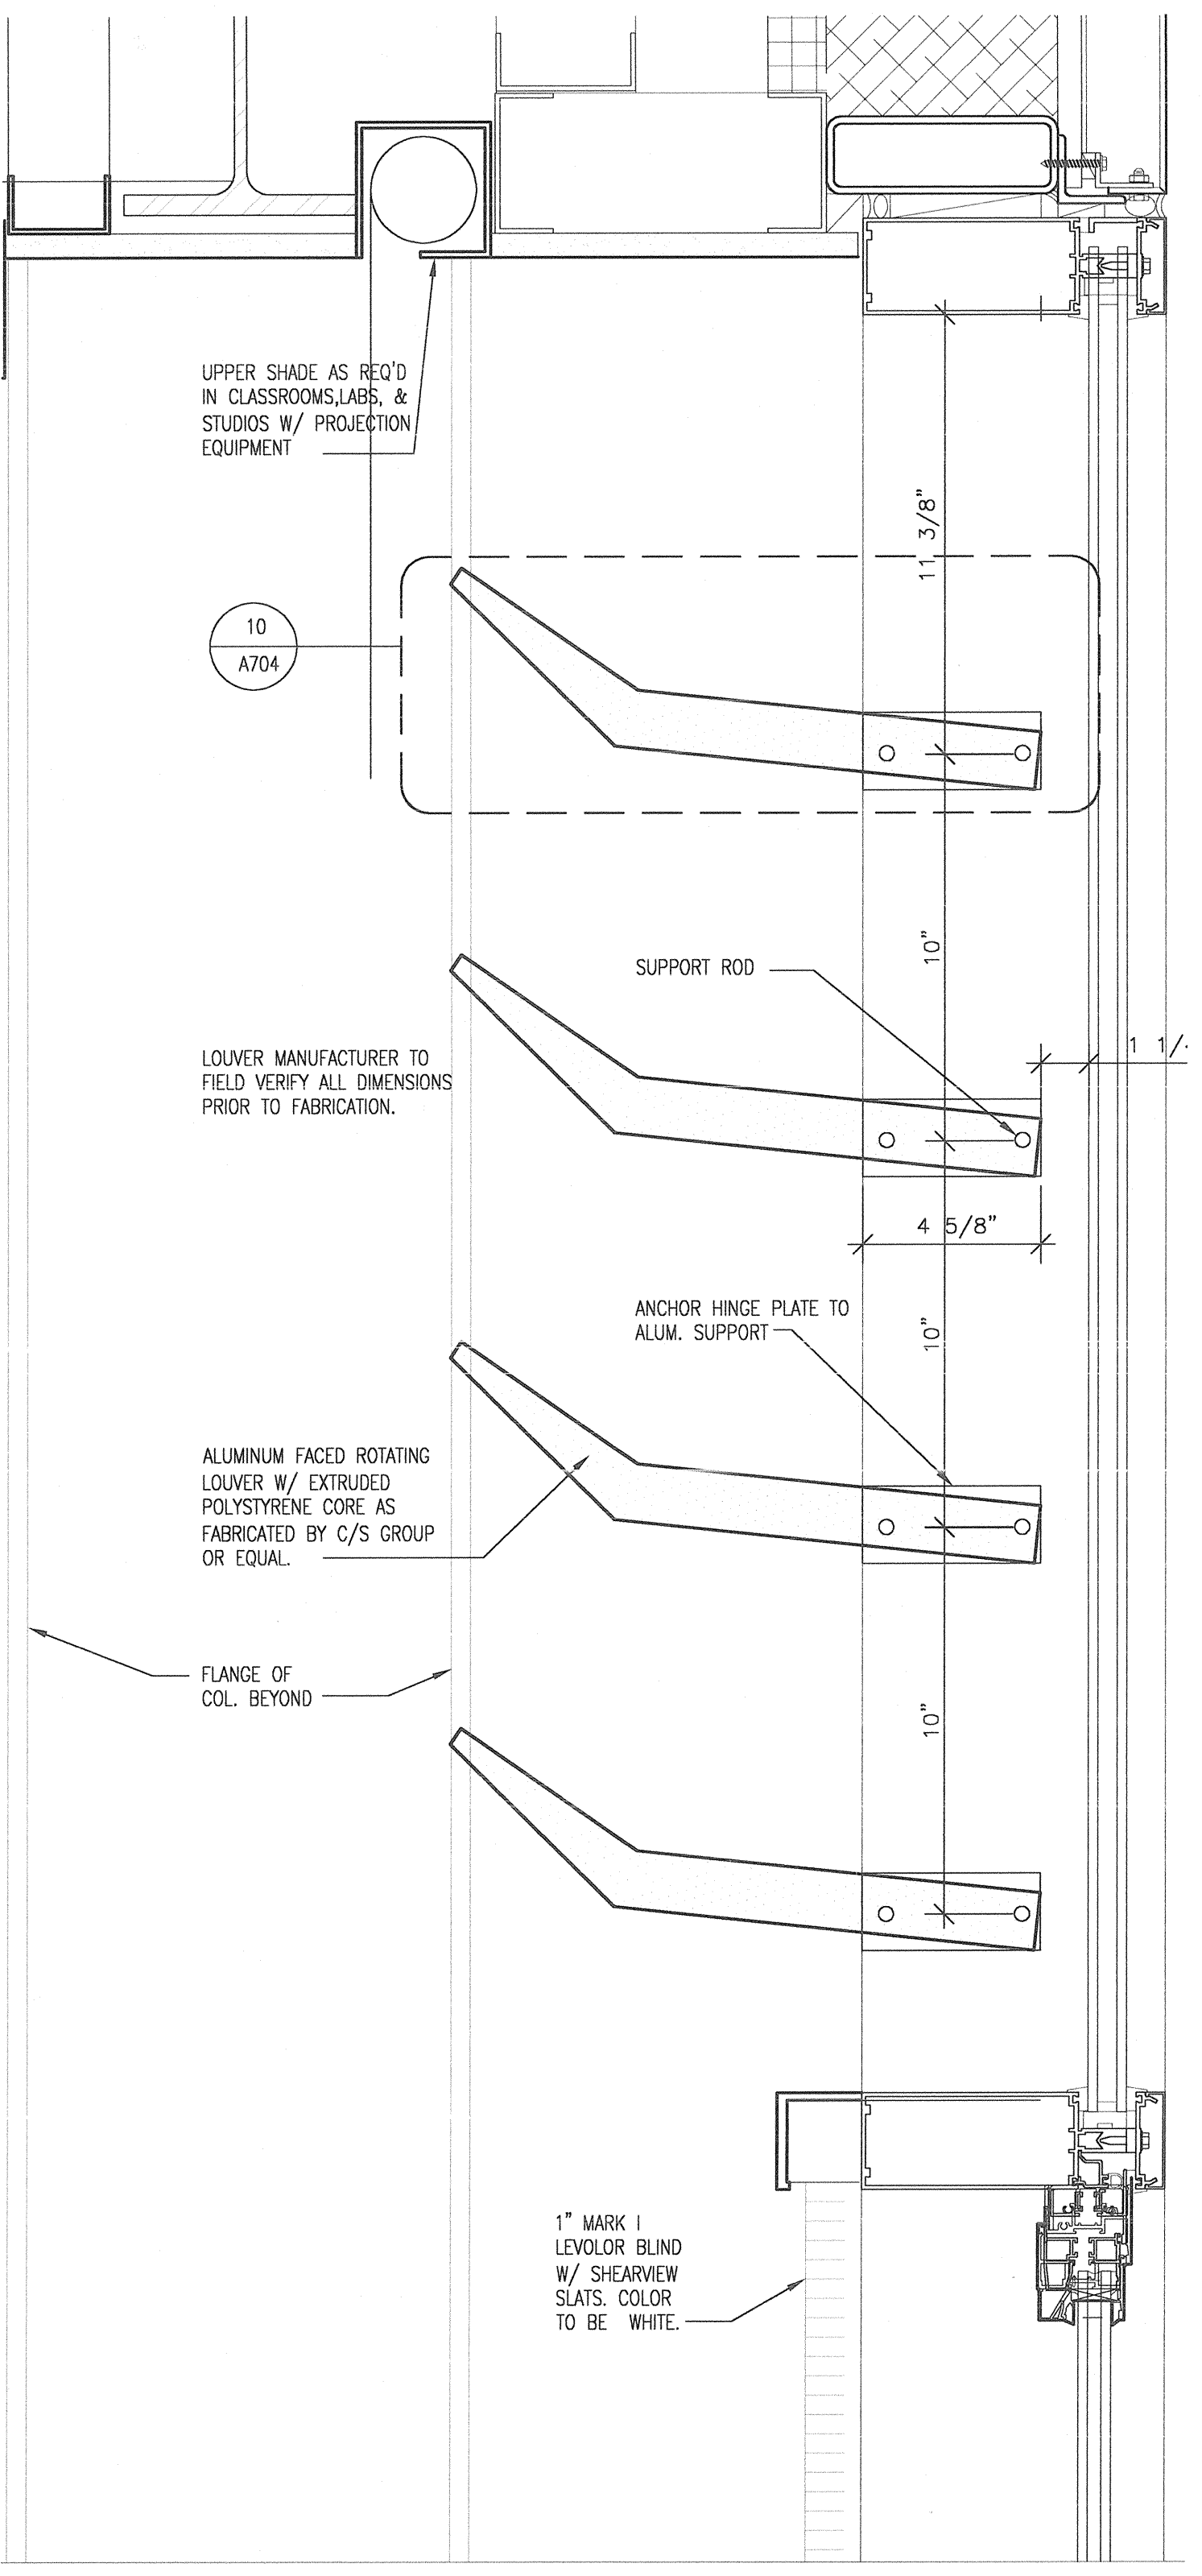 UPPER SHADE AS REQ'D
IN CLASSROOMS,LABS, &
STUDIOS W/ PROJECTION
EQUIPMENT
11 3/8"
10
A704
10"
SUPPORT ROD
1 1/
LOUVER MANUFACTURER TO
FIELD VERIFY ALL DIMENSIONS
PRIOR TO FABRICATION.
4 5/8"
ANCHOR HINGE PLATE TO
ALUM. SUPPORT
10"
ALUMINUM FACED ROTATING
LOUVER W/ EXTRUDED
POLYSTYRENE CORE AS
FABRICATED BY C/S GROUP
OR EQUAL.
FLANGE OF
COL. BEYOND
10"
1" MARK I
LEVOLOR BLIND
W/ SHEARVIEW
SLATS. COLOR
TO BE WHITE.